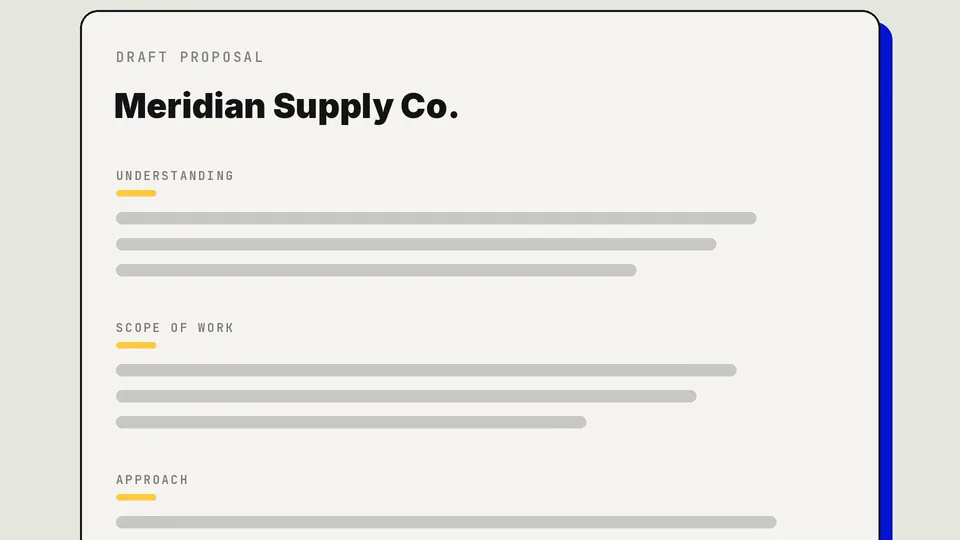 DRAFT PROPOSAL
Meridian Supply Co.
UNDERSTANDING
SCOPE OF WORK
APPROACH